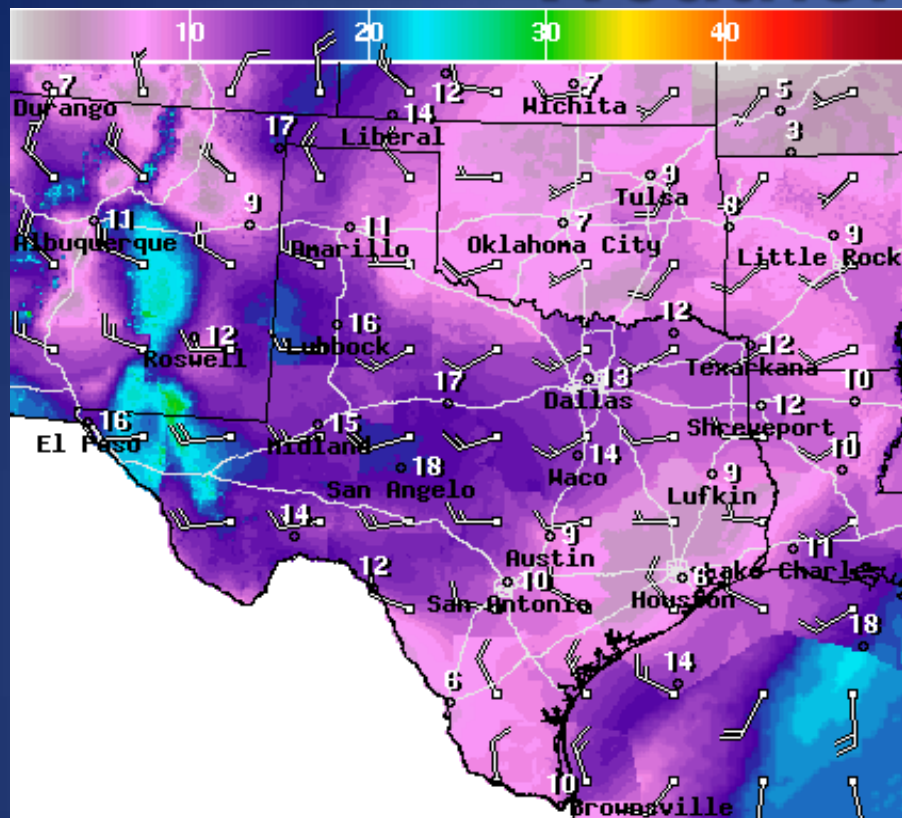 10 20 30 40
7 12 7 5
Durango Wichita
14
Liberal
17 3
9
Tulsa
11 9 11 7 8 9
Albuquerque Amarillo Oklahoma City Little Rock
12 16 12 12
Roswell Lubbock Texarkana
17 13 10
Dallas
16 15 12
El Paso Midland Shreveport
18 14 9 10
San Angelo Waco Lufkin
14 9 11
Austin
12 10 6 Lake Charles
San Antonio Houston
18
6 14
10
Brownsville